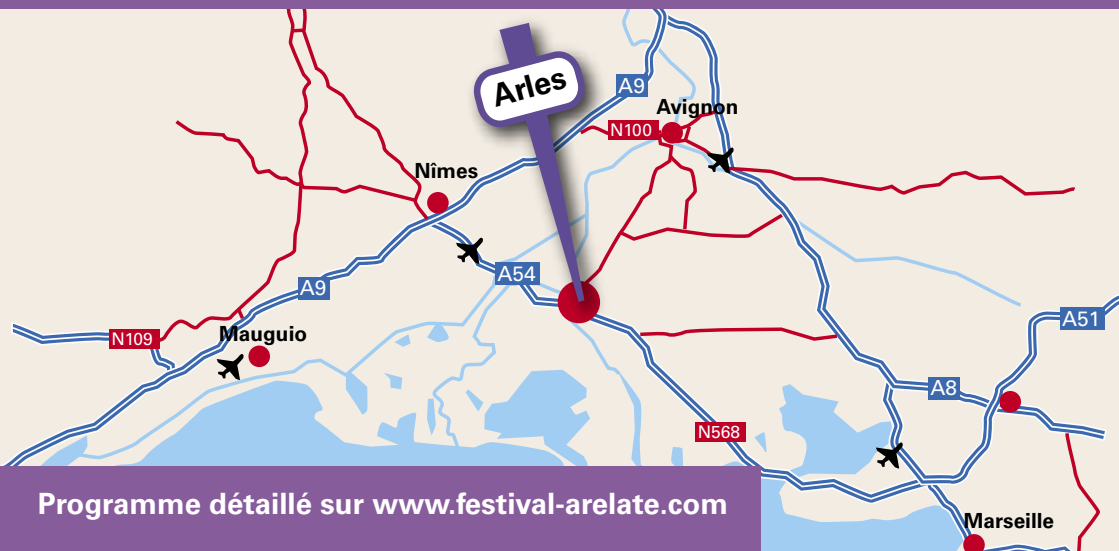 Arles
A9
Avignon
N100
Nîmes
A54
A9
N109
Mauguio
A51
A8
N568
Programme détaillé sur www.festival-arelate.com
Marseille